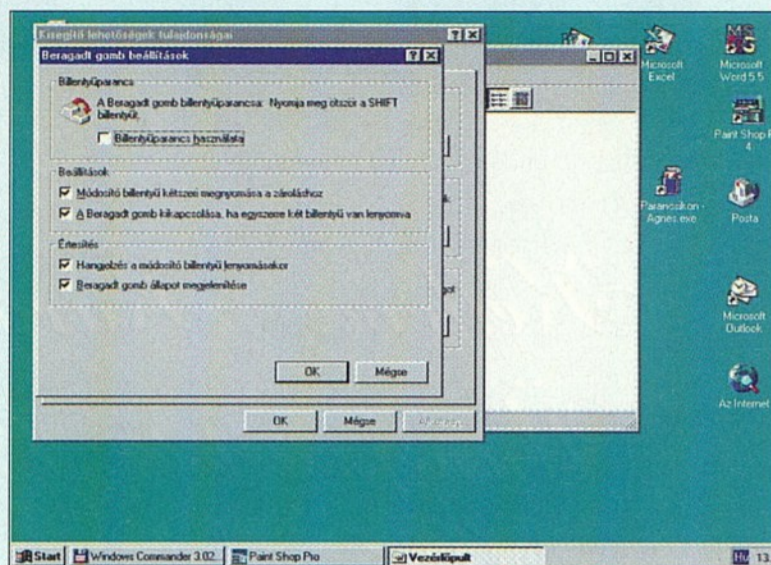 Kisegítő lehetőségek tulajdonságai
Beragadt gomb beállítások
Billentyűparancs
A Beragadt gomb billentyűparancsa: Nyomja meg ötször a SHIFT
billentyűt.
Billentyűparancs használata
Beállítások
Módosító billentyű kétszeri megnyomása a zároláshoz
A Beragadt gomb kikapcsolása, ha egyszerre két billentyű van lenyomva
Értesítés
Hangjelzés a módosító billentyű lenyomásakor
Beragadt gomb állapot megjelenítése
OK
Mégse
OK
Mégse
Microsoft
Excel
Microsoft
Word 5.5
Paint Shop P
4.
Parancsikon -
Agnes.exe
Posta
Microsoft
Outlook
Az Internet
Start
Windows Commander 3.02
Paint Shop Pro
Vezérlőpult
Hu
13